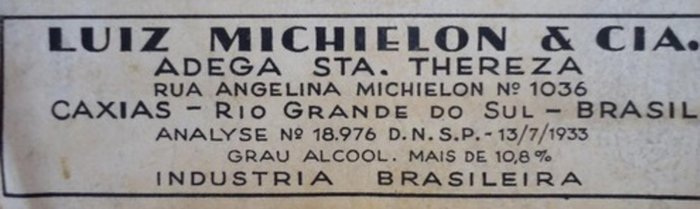 LUIZ MICHIELON & CIA.
ADEGA STA. THEREZA
RUA ANGELINA MICHIELON Nº 1036
CAXIAS - RIO GRANDE DO SUL - BRASIL
ANALYSE Nº 18.976 D.N.S.P. - 13/7/1933
GRAU ALCOOL. MAIS DE 10,8%
INDUSTRIA BRASILEIRA